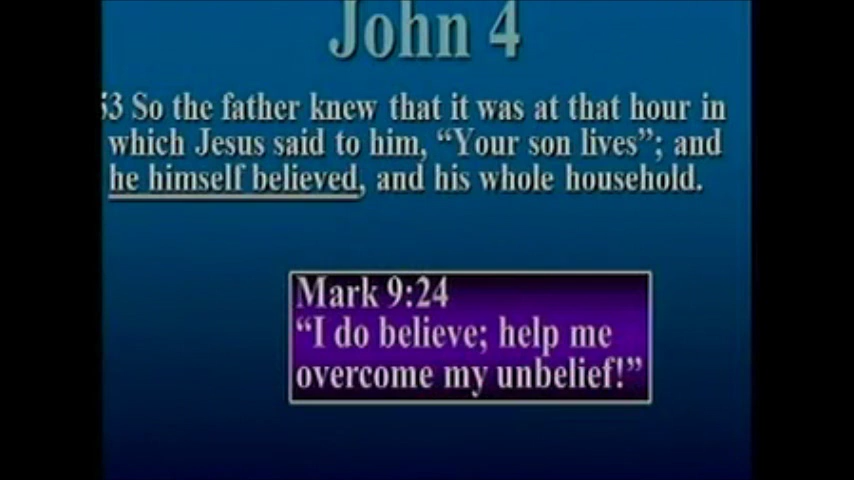 John 4
53 So the father knew that it was at that hour in
which Jesus said to him, “Your son lives”; and
he himself believed, and his whole household.
Mark 9:24
“I do believe; help me
overcome my unbelief!”